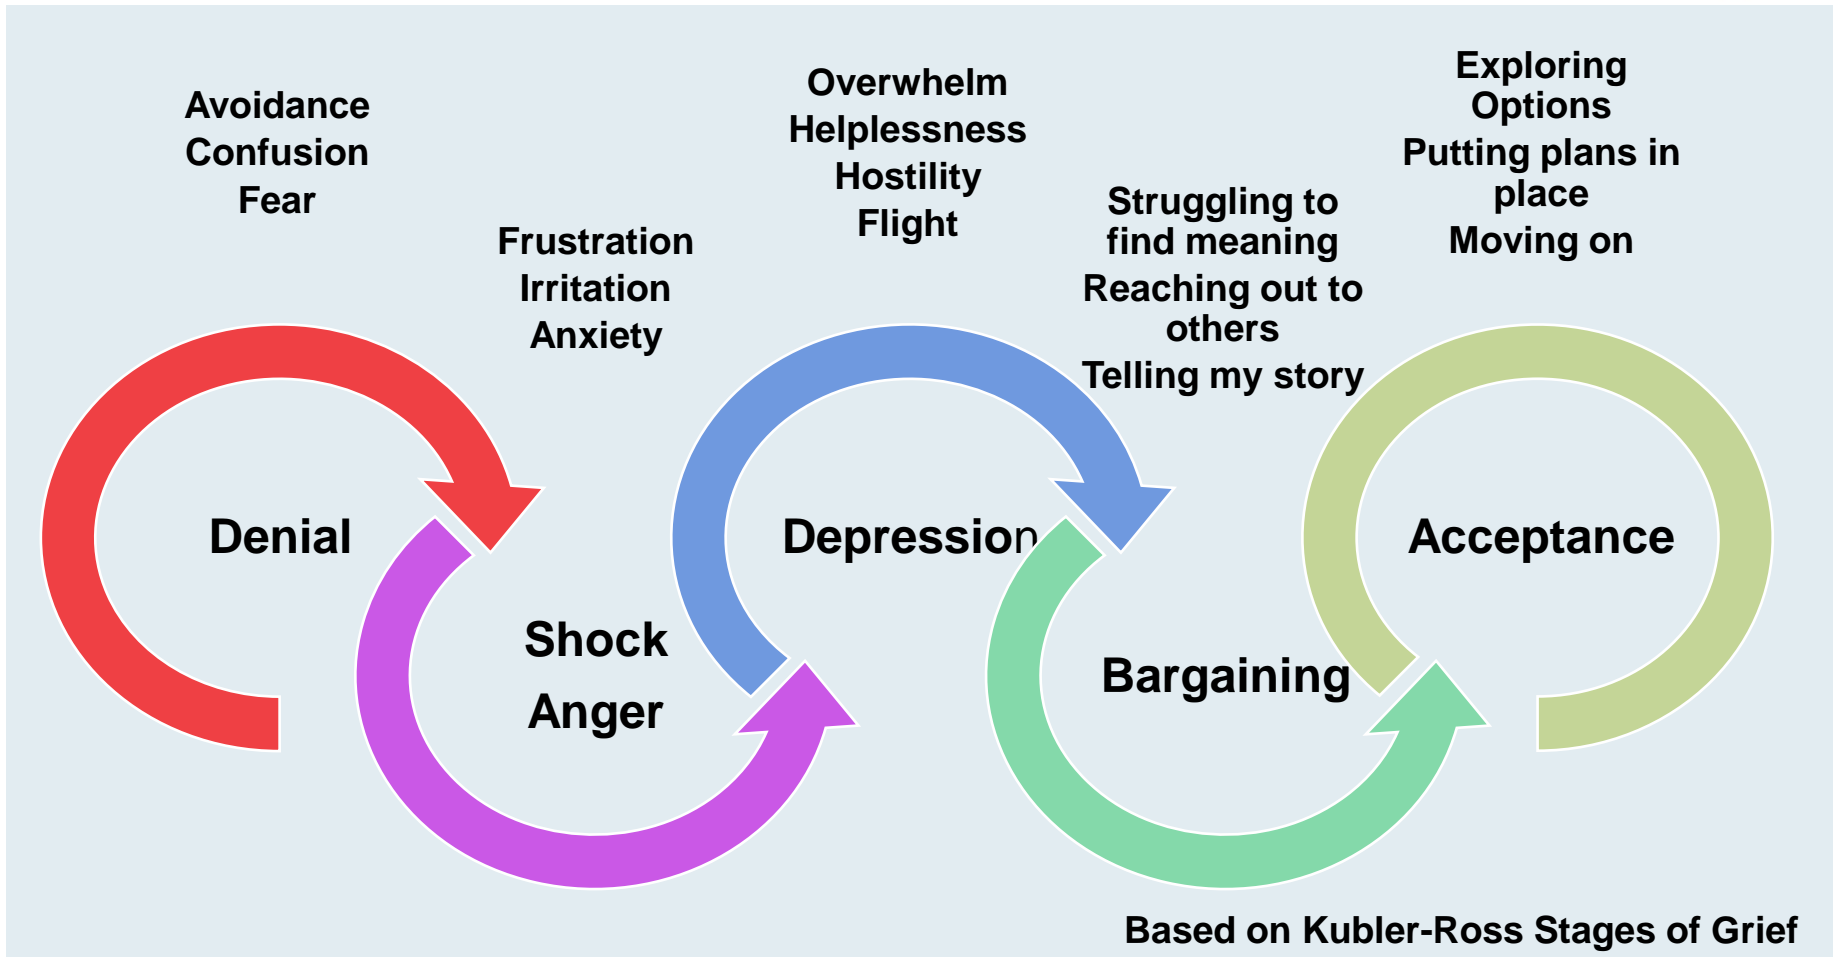 Avoidance
Confusion
Fear
Denial
Frustration
Irritation
Anxiety
Shock
Anger
Overwhelm
Helplessness
Hostility
Flight
Depression
Struggling to
find meaning
Reaching out to
others
Telling my story
Bargaining
Exploring
Options
Putting plans in
place
Moving on
Acceptance
Based on Kubler-Ross Stages of Grief